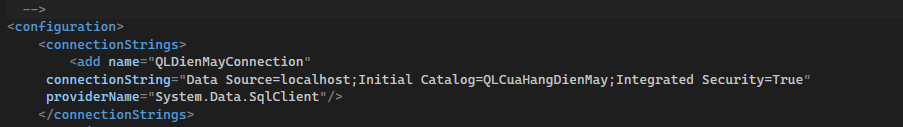 -->
<configuration>
<connectionStrings>
<add name="QLDienMayConnection"
connectionString="Data Source=localhost;Initial Catalog=QLCuaHangDienMay;Integrated Security=True"
providerName="System.Data.SqlClient"/>
</connectionStrings>